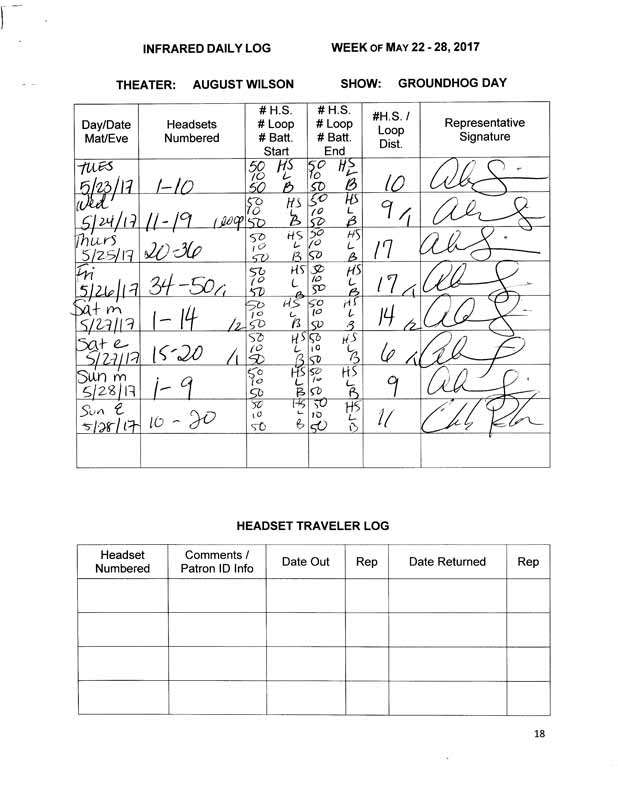 INFRARED DAILY LOG WEEK OF MAY 22 - 28, 2017
THEATER: AUGUST WILSON SHOW: GROUNDHOG DAY
Day/Date Mat/Eve Headsets Numbered # H.S. # Loop # Batt. Start # H.S. # Loop # Batt. End #H.S. / Loop Dist. Representative Signature
TUES 50 HS 50 HS
10 L 10 L
5/23/17 1-10 50 B 50 B 10
Wed 50 HS 50 HS
10 L 10 L
5/24/17 11-19 1 loop 50 B 50 B 9/1
Thurs 50 HS 50 HS
10 L 10 L
5/25/17 20-36 50 B 50 B 17
Fri 50 HS 50 HS
10 L 10 L
5/26/17 34-50/1 50 B 50 B 17/1
Sat m 50 HS 50 HS
10 L 10 L
5/27/17 1-14 /2 50 B 50 B 14/2
Sat e 50 HS 50 HS
10 L 10 L
5/27/17 15-20 /1 50 B 50 B 6/1
Sun m 50 HS 50 HS
10 L 10 L
5/28/17 1-9 50 B 50 B 9
Sun E 50 HS 50 HS
10 L 10 L
5/28/17 10-20 50 B 50 B 11
HEADSET TRAVELER LOG
Headset Numbered Comments / Patron ID Info Date Out Rep Date Returned Rep
18